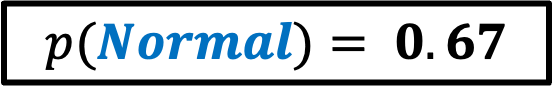 p(Normal) = 0.67